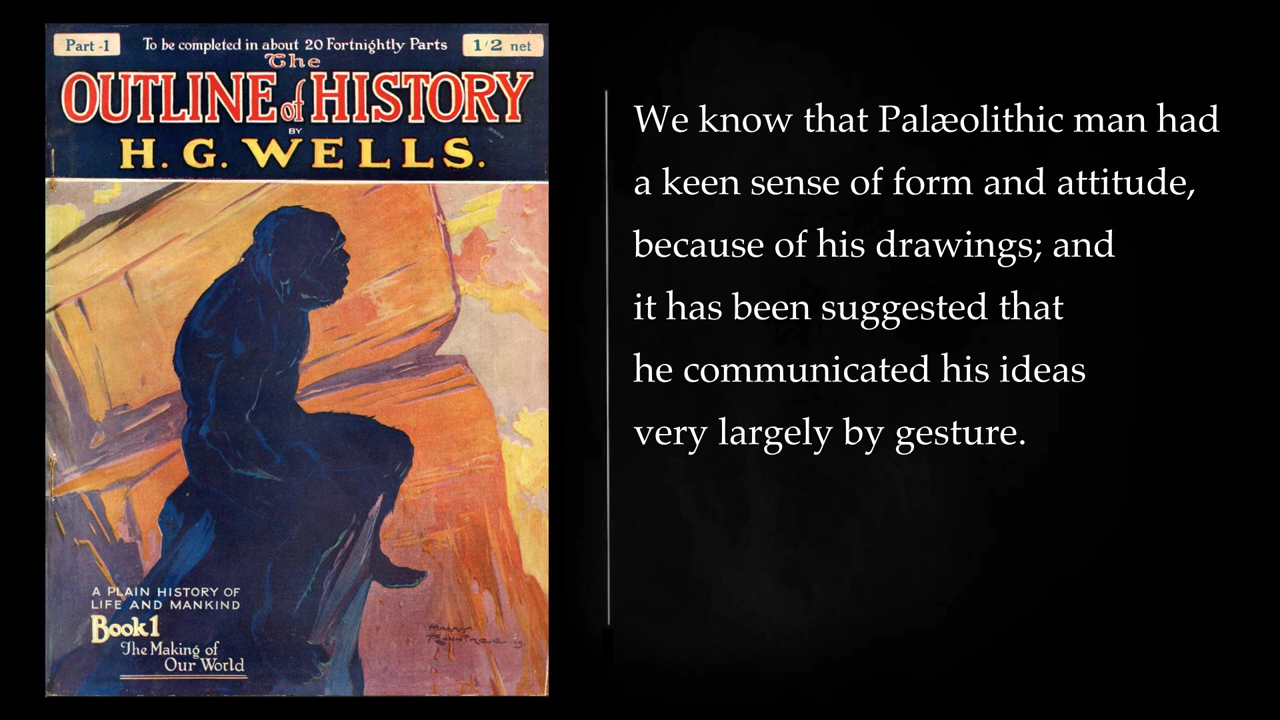 Part -1
To be completed in about 20 Fortnightly Parts
1/2 net
The
OUTLINE of HISTORY
BY
H. G. WELLS.
A PLAIN HISTORY OF
LIFE AND MANKIND
Book 1
The Making of
Our World
We know that Palæolithic man had
a keen sense of form and attitude,
because of his drawings; and
it has been suggested that
he communicated his ideas
very largely by gesture.